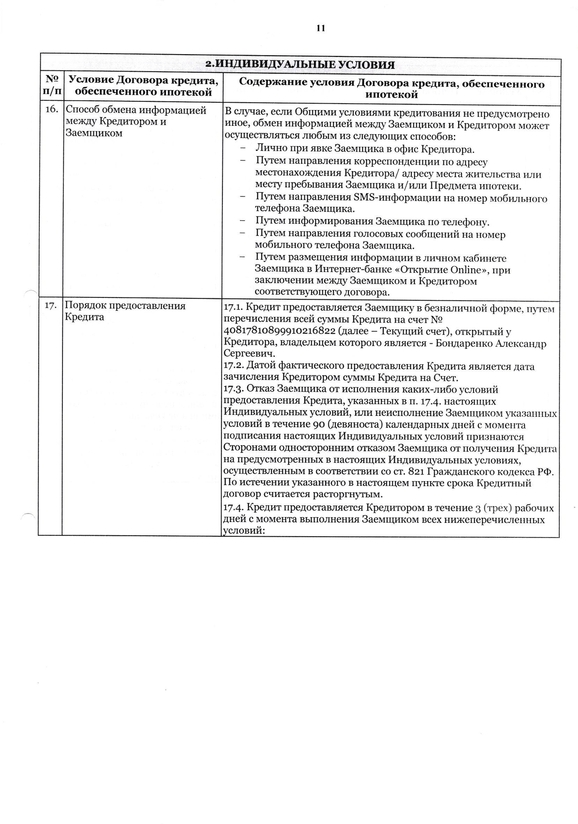 11
2.ИНДИВИДУАЛЬНЫЕ УСЛОВИЯ
№ п/п
Условие Договора кредита, обеспеченного ипотекой
Содержание условия Договора кредита, обеспеченного ипотекой
16.
Способ обмена информацией
между Кредитором и
Заемщиком
В случае, если Общими условиями кредитования не предусмотрено
иное, обмен информацией между Заемщиком и Кредитором может
осуществляться любым из следующих способов:
– Лично при явке Заемщика в офис Кредитора.
– Путем направления корреспонденции по адресу
местонахождения Кредитора/ адресу места жительства или
месту пребывания Заемщика и/или Предмета ипотеки.
– Путем направления SMS-информации на номер мобильного
телефона Заемщика.
– Путем информирования Заемщика по телефону.
– Путем направления голосовых сообщений на номер
мобильного телефона Заемщика.
– Путем размещения информации в личном кабинете
Заемщика в Интернет-банке «Открытие Online», при
заключении между Заемщиком и Кредитором
соответствующего договора.
17.
Порядок предоставления
Кредита
17.1. Кредит предоставляется Заемщику в безналичной форме, путем
перечисления всей суммы Кредита на счет №
40817810899910216822 (далее – Текущий счет), открытый у
Кредитора, владельцем которого является - Бондаренко Александр
Сергеевич.
17.2. Датой фактического предоставления Кредита является дата
зачисления Кредитором суммы Кредита на Счет.
17.3. Отказ Заемщика от исполнения каких-либо условий
предоставления Кредита, указанных в п. 17.4. настоящих
Индивидуальных условий, или неисполнение Заемщиком указанных
условий в течение 90 (девяноста) календарных дней с момента
подписания настоящих Индивидуальных условий признаются
Сторонами односторонним отказом Заемщика от получения Кредита
на предусмотренных в настоящих Индивидуальных условиях,
осуществленным в соответствии со ст. 821 Гражданского кодекса РФ.
По истечении указанного в настоящем пункте срока Кредитный
договор считается расторгнутым.
17.4. Кредит предоставляется Кредитором в течение 3 (трех) рабочих
дней с момента выполнения Заемщиком всех нижеперечисленных
условий: